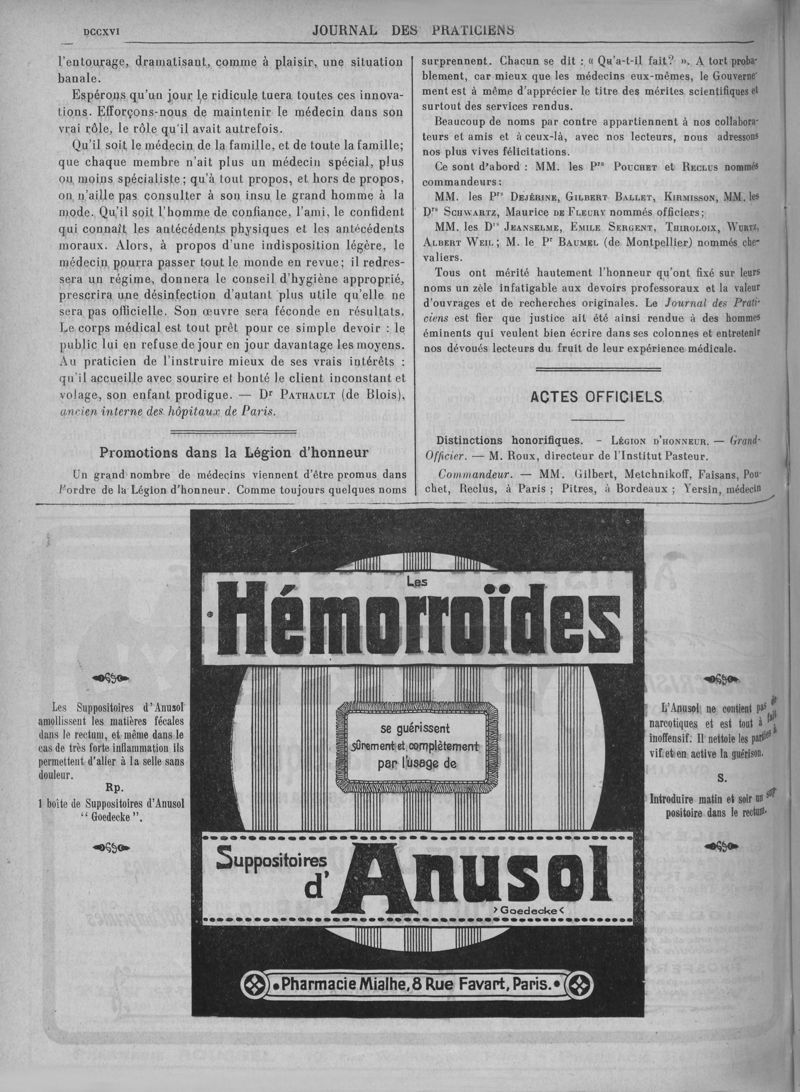 DCCXVI
JOURNAL DES PRATICIENS
l'entourage, dramatisant, comme à plaisir, une situation
banale.
Espérons qu'un jour le ridicule tuera toutes ces innova-
tions. Efforçons-nous de maintenir le médecin dans son
vrai rôle, le rôle qu'il avait autrefois.
Qu'il soit le médecin de la famille, et de toute la famille;
que chaque membre n'ait plus un médecin spécial, plus
ou moins spécialiste; qu'à tout propos, et hors de propos,
on n'aille pas consulter à son insu le grand homme à la
mode. Qu'il soit l'homme de confiance, l'ami, le confident
qui connaît les antécédents physiques et les antécédents
moraux. Alors, à propos d'une indisposition légère, le
médecin pourra passer tout le monde en revue; il redres-
sera un régime, donnera le conseil d'hygiène approprié,
prescrira une désinfection d'autant plus utile qu'elle ne
sera pas officielle. Son œuvre sera féconde en résultats.
Le corps médical est tout prêt pour ce simple devoir : le
public lui en refuse de jour en jour davantage les moyens.
Au praticien de l'instruire mieux de ses vrais intérêts :
qu'il accueille avec sourire et bonté le client inconstant et
volage, son enfant prodigue. — Dr PATHAULT (de Blois),
ancien interne des hôpitaux de Paris.
Promotions dans la Légion d'honneur
Un grand nombre de médecins viennent d'être promus dans
l'ordre de la Légion d'honneur. Comme toujours quelques noms
surprennent. Chacun se dit : « Qu'a-t-il fait? ». A tort proba-
blement, car mieux que les médecins eux-mêmes, le Gouverne-
ment est à même d'apprécier le titre des mérites scientifiques et
surtout des services rendus.
Beaucoup de noms par contre appartiennent à nos collabora-
teurs et amis et à ceux-là, avec nos lecteurs, nous adressons
nos plus vives félicitations.
Ce sont d'abord : MM. les Prs POUCHET et RECLUS nommés
commandeurs:
MM. les Prs DEJÉRINE, GILBERT BALLET, KIRMISSON, MM. les
Drs SCHWARTZ, Maurice DE FLEURY nommés officiers;
MM. les Drs JEANSELME, EMILE SERGENT, THIROLOIX, WURTZ,
ALBERT WEIL; M. le Pr BAUMEL (de Montpellier) nommés che-
valiers.
Tous ont mérité hautement l'honneur qu'ont fixé sur leurs
noms un zèle infatigable aux devoirs professoraux et la valeur
d'ouvrages et de recherches originales. Le Journal des Prati-
ciens est fier que justice ait été ainsi rendue à des hommes
éminents qui veulent bien écrire dans ses colonnes et entretenir
nos dévoués lecteurs du fruit de leur expérience médicale.
ACTES OFFICIELS
Distinctions honorifiques. – LÉGION D'HONNEUR. — Grand-
Officier. — M. Roux, directeur de l'Institut Pasteur.
Commandeur. — MM. Gilbert, Metchnikoff, Faisans, Pou-
chet, Reclus, à Paris ; Pitres, à Bordeaux ; Yersin, médecin
Les Suppositoires d'Anusol
amollissent les matières fécales
dans le rectum, et même dans le
cas de très forte inflammation ils
permettent d'aller à la selle sans
douleur.
Rp.
1 boîte de Suppositoires d'Anusol
“ Goedecke ”.
Les
Hémorroïdes
se guérissent
sûrement et complètement
par l'usage de
Suppositoires
d'Anusol
›Goedecke‹
Pharmacie Mialhe, 8 Rue Favart, Paris.
L'Anusol ne contient pas de
narcotiques et est tout à fait
inoffensif. Il nettoie les parties à
vif et en active la guérison.
S.
Introduire matin et soir un sup-
positoire dans le rectum.